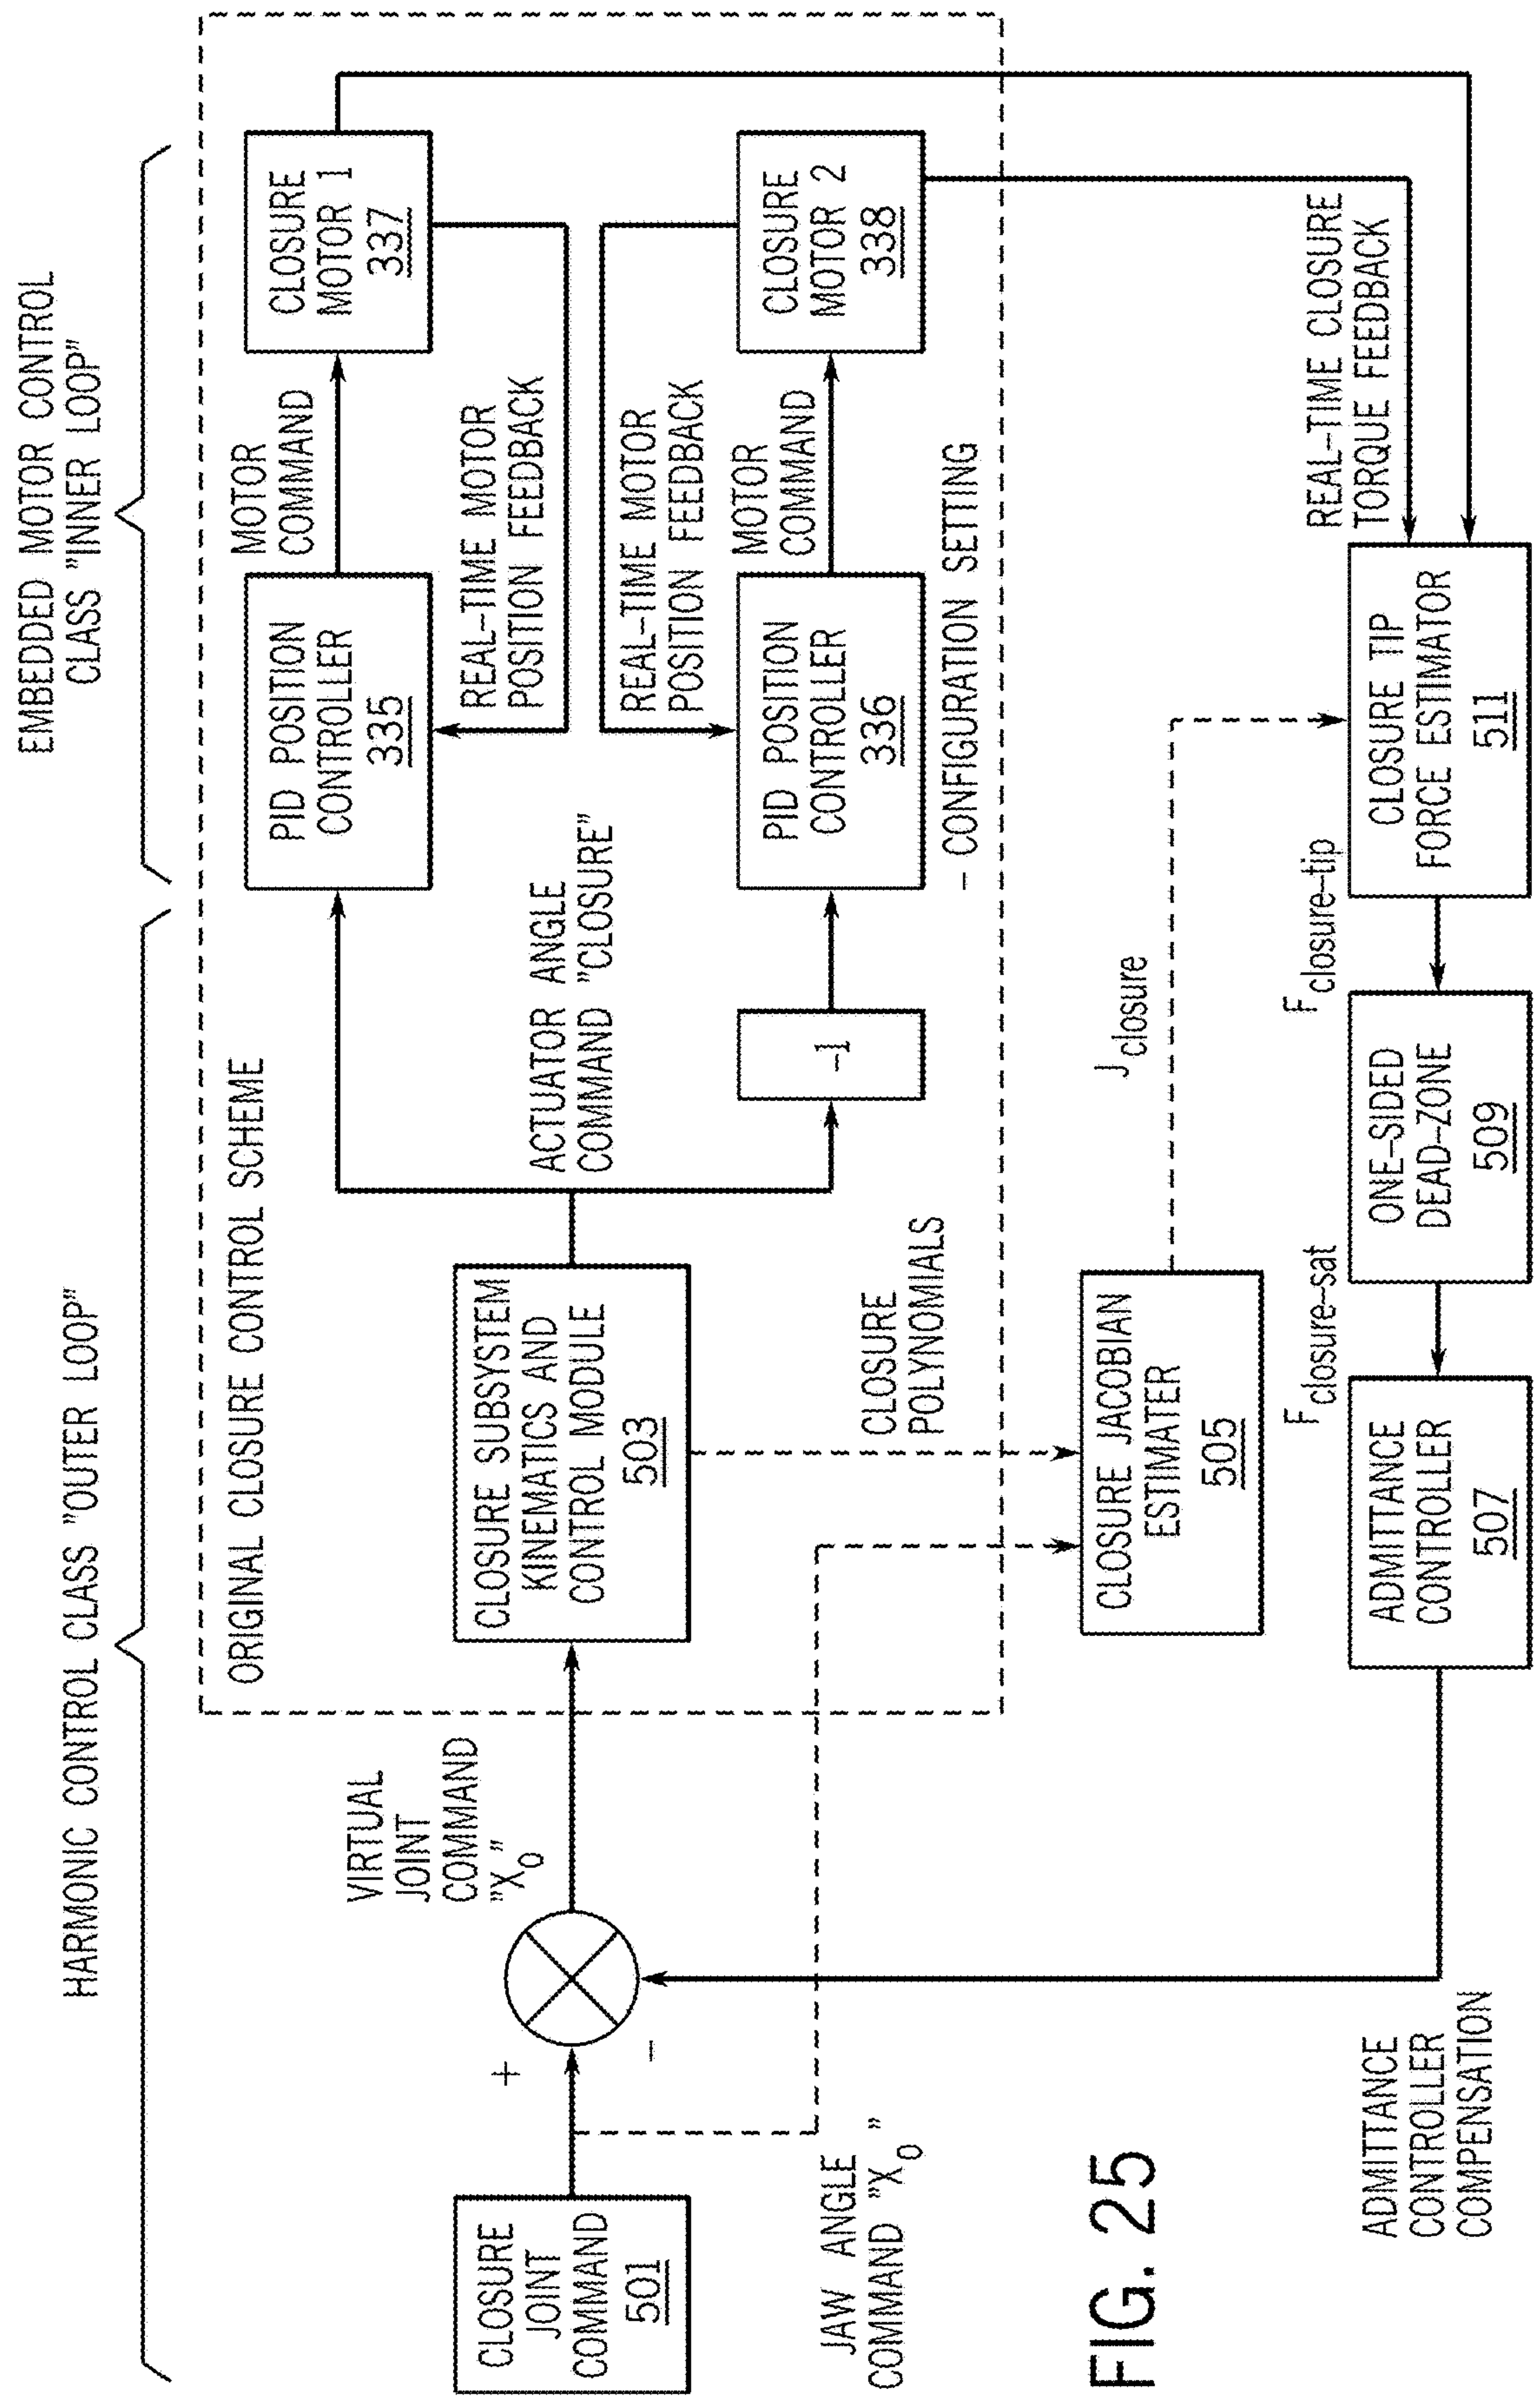 HARMONIC CONTROL CLASS "OUTER LOOP"
EMBEDDED MOTOR CONTROL
CLASS "INNER LOOP"
ORIGINAL CLOSURE CONTROL SCHEME
CLOSURE
JOINT
COMMAND
501
+
-
VIRTUAL
JOINT
COMMAND
"X0"
CLOSURE SUBSYSTEM
KINEMATICS AND
CONTROL MODULE
503
ACTUATOR ANGLE
COMMAND "CLOSURE"
-1
PID POSITION
CONTROLLER
335
MOTOR
COMMAND
CLOSURE
MOTOR 1
337
REAL-TIME MOTOR
POSITION FEEDBACK
REAL-TIME MOTOR
POSITION FEEDBACK
PID POSITION
CONTROLLER
336
MOTOR
COMMAND
CLOSURE
MOTOR 2
338
- CONFIGURATION SETTING
JAW ANGLE
COMMAND "X0"
CLOSURE
POLYNOMIALS
CLOSURE JACOBIAN
ESTIMATER
505
Jclosure
REAL-TIME CLOSURE
TORQUE FEEDBACK
ADMITTANCE
CONTROLLER
COMPENSATION
ADMITTANCE
CONTROLLER
507
Fclosure-sat
ONE-SIDED
DEAD-ZONE
509
Fclosure-tip
CLOSURE TIP
FORCE ESTIMATOR
511
FIG. 25